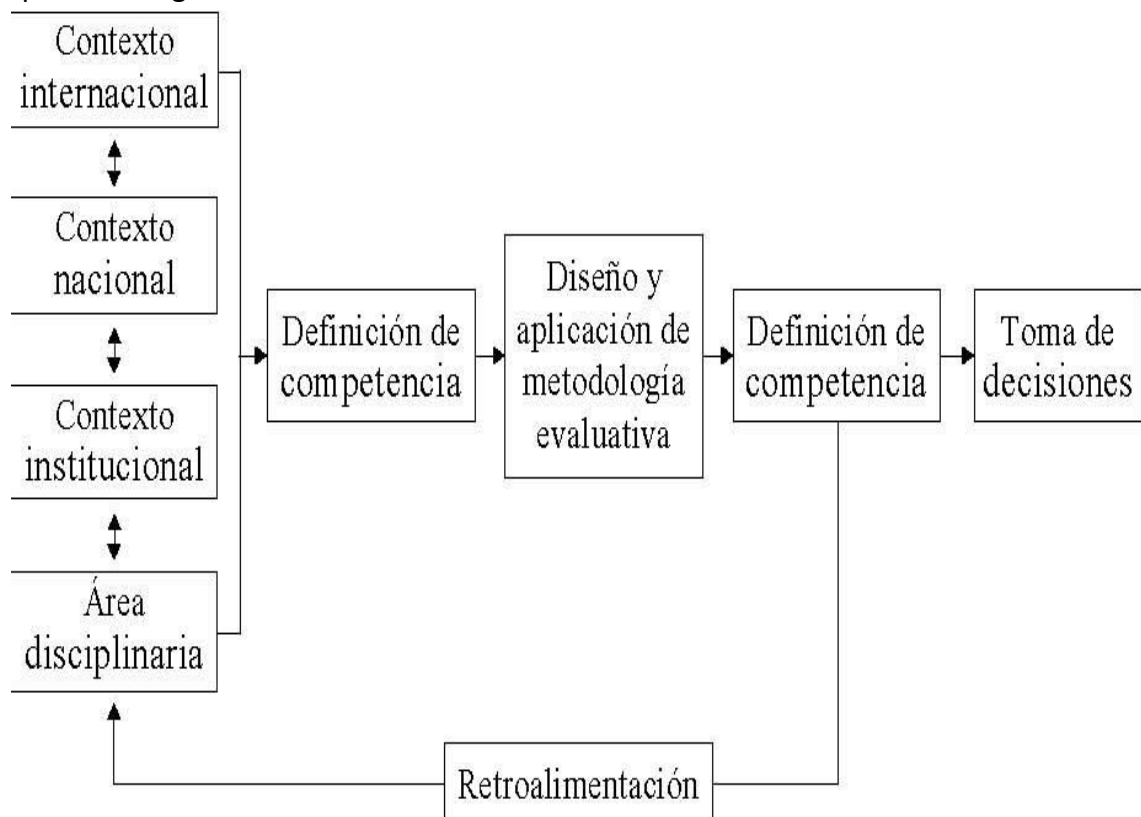 Contexto
internacional
Contexto
nacional
Contexto
institucional
Área
disciplinaria
Definición de
competencia
Diseño y
aplicación de
metodología
evaluativa
Definición de
competencia
Toma de
decisiones
Retroalimentación